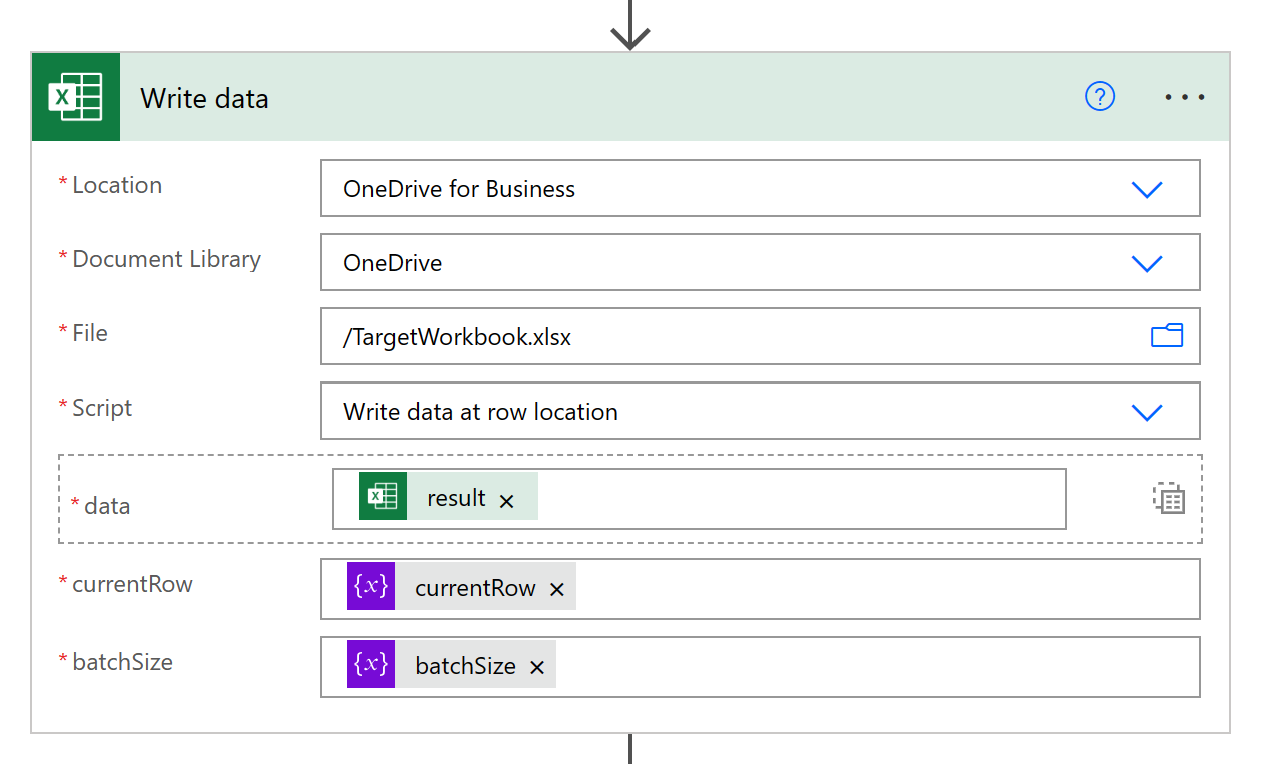 Write data
?
* Location
OneDrive for Business
* Document Library
OneDrive
* File
/TargetWorkbook.xlsx
* Script
Write data at row location
* data
X result ×
* currentRow
{x} currentRow ×
* batchSize
{x} batchSize ×